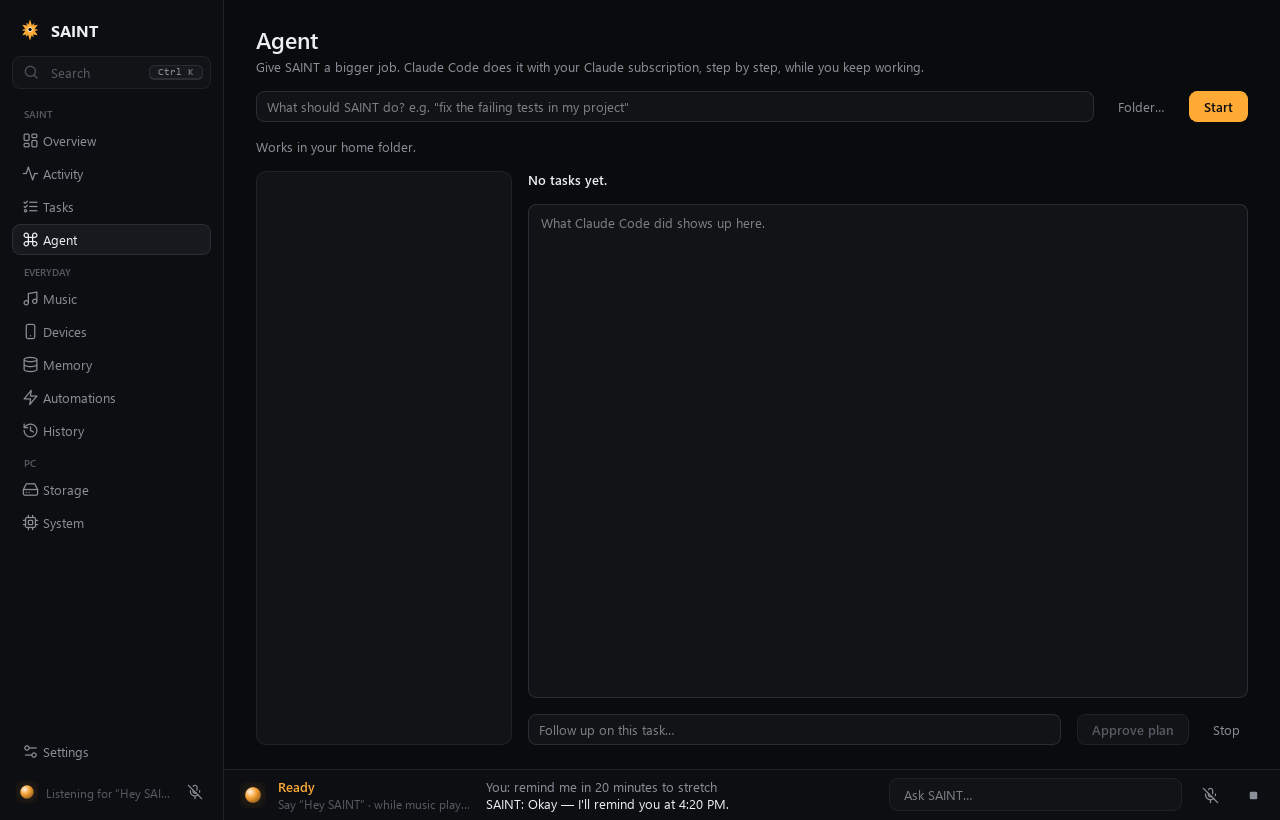 SAINT
Search
Ctrl K
SAINT
Overview
Activity
Tasks
Agent
EVERYDAY
Music
Devices
Memory
Automations
History
PC
Storage
System
Settings
Listening for “Hey SAI...
Agent
Give SAINT a bigger job. Claude Code does it with your Claude subscription, step by step, while you keep working.
What should SAINT do? e.g. "fix the failing tests in my project"
Folder...
Start
Works in your home folder.
No tasks yet.
What Claude Code did shows up here.
Follow up on this task...
Approve plan
Stop
Ready
Say “Hey SAINT” · while music play...
You: remind me in 20 minutes to stretch
SAINT: Okay — I'll remind you at 4:20 PM.
Ask SAINT...